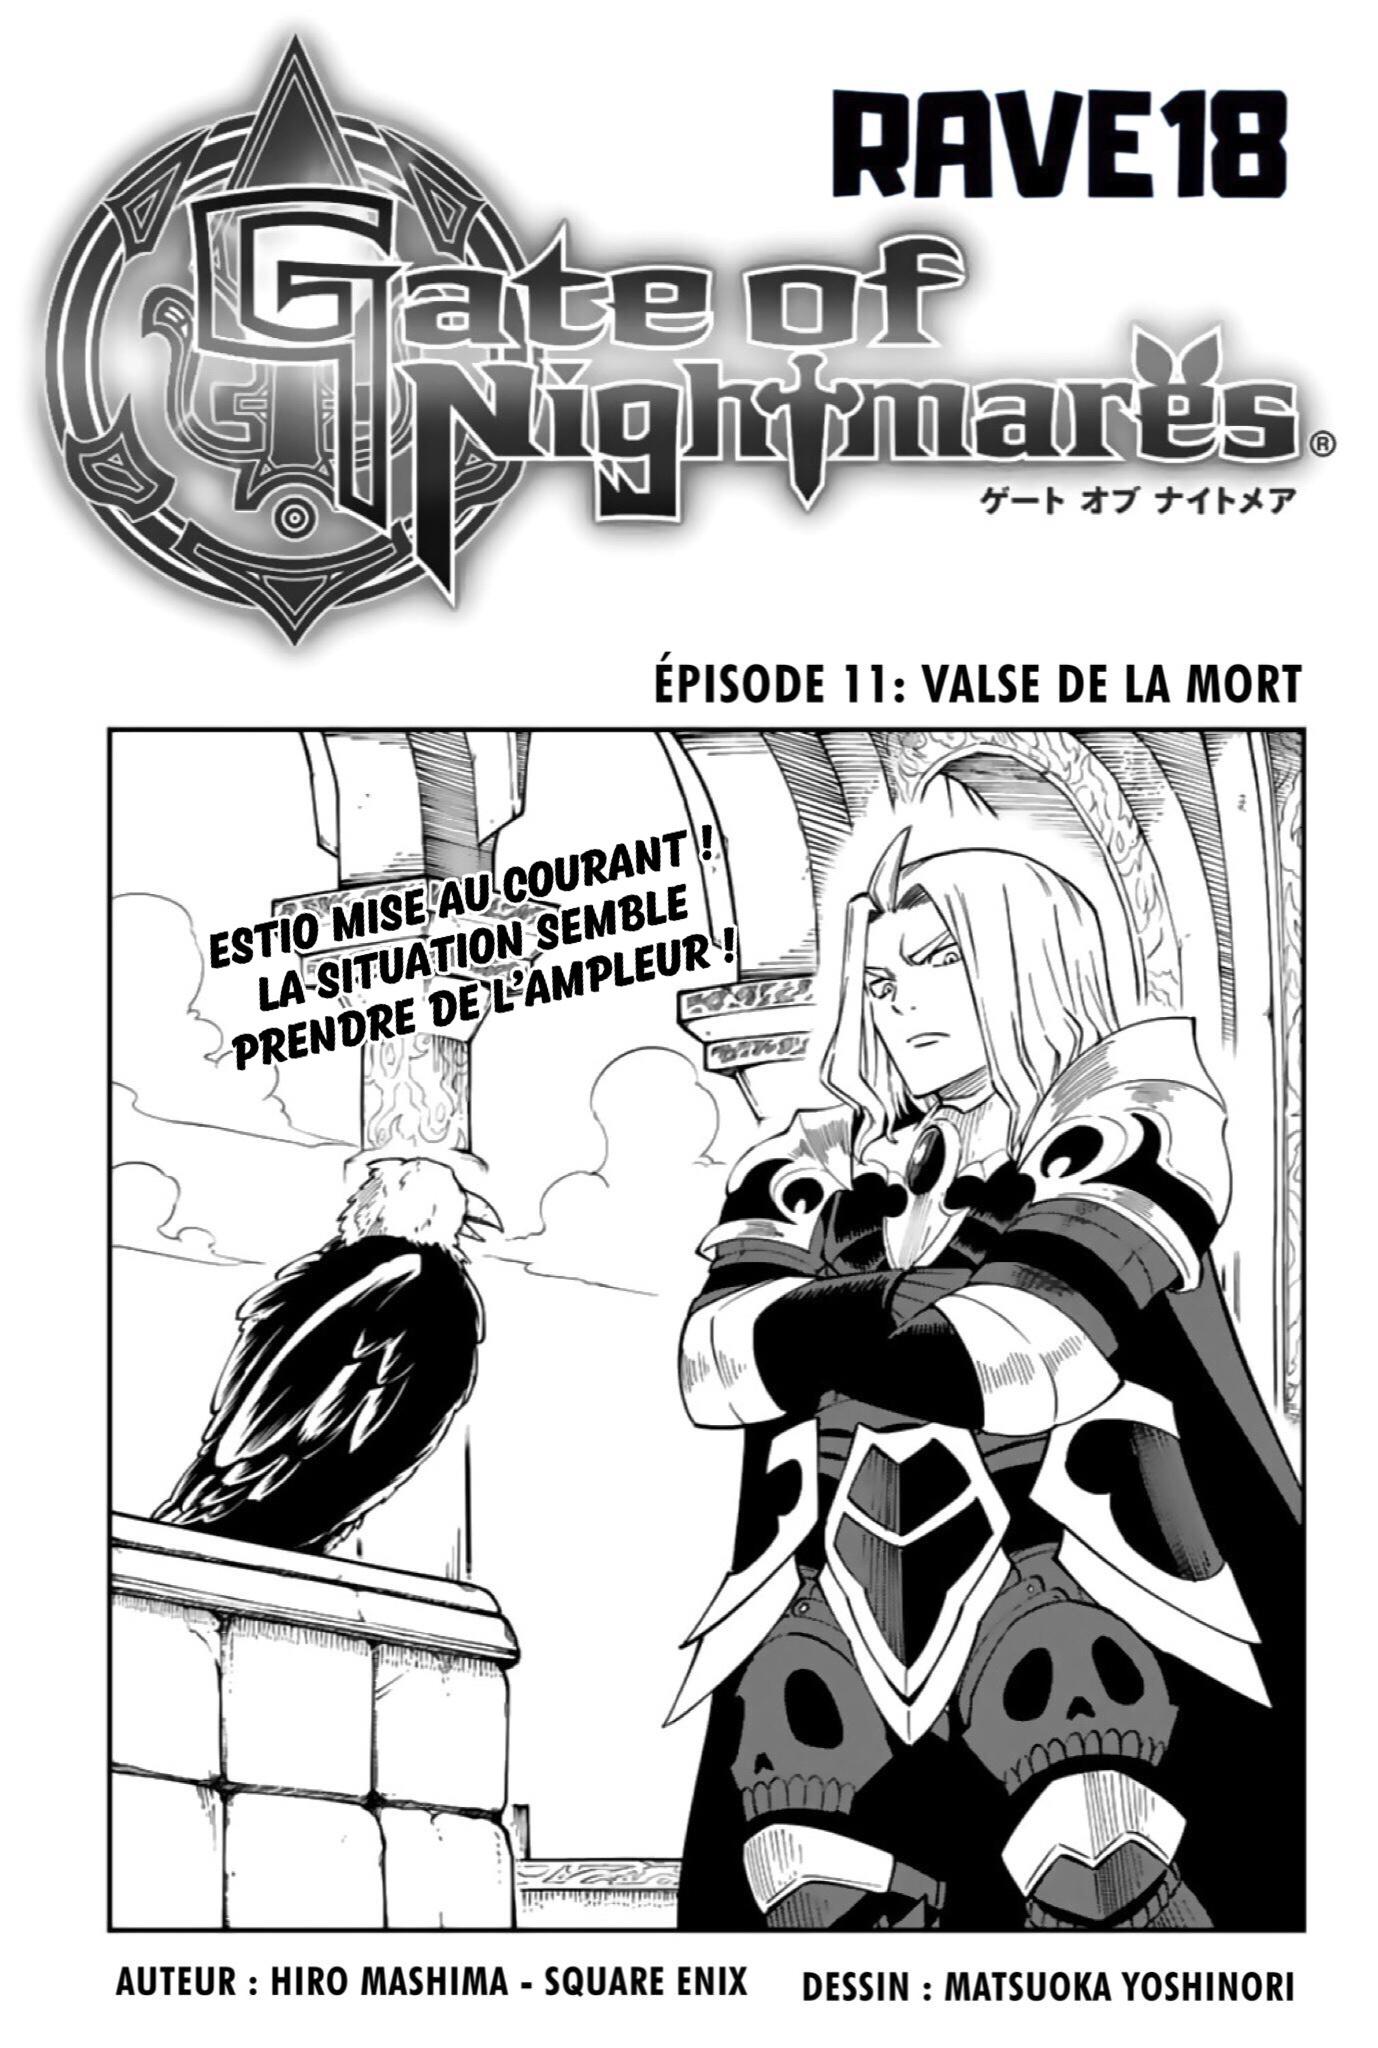 RAVE18
Gate of
Nightmares®
ゲート オブ ナイトメア
ÉPISODE 11: VALSE DE LA MORT
ESTIO MISE AU COURANT !
LA SITUATION SEMBLE
PRENDRE DE L'AMPLEUR !
AUTEUR : HIRO MASHIMA - SQUARE ENIX
DESSIN : MATSUOKA YOSHINORI